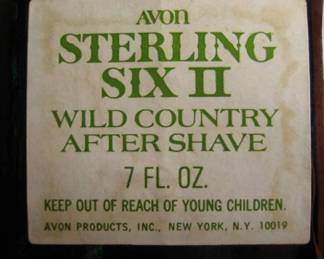 AVON
STERLING
SIX II
WILD COUNTRY
AFTER SHAVE
7 FL. OZ.
KEEP OUT OF REACH OF YOUNG CHILDREN.
AVON PRODUCTS, INC., NEW YORK, N.Y. 10019